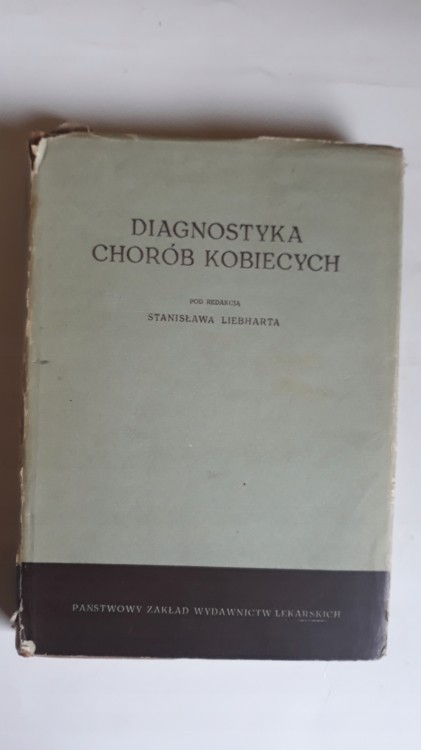 DIAGNOSTYKA
CHORÓB KOBIECYCH
POD REDAKCJĄ
STANISŁAWA LIEBHARTA
PAŃSTWOWY ZAKŁAD WYDAWNICTW LEKARSKICH